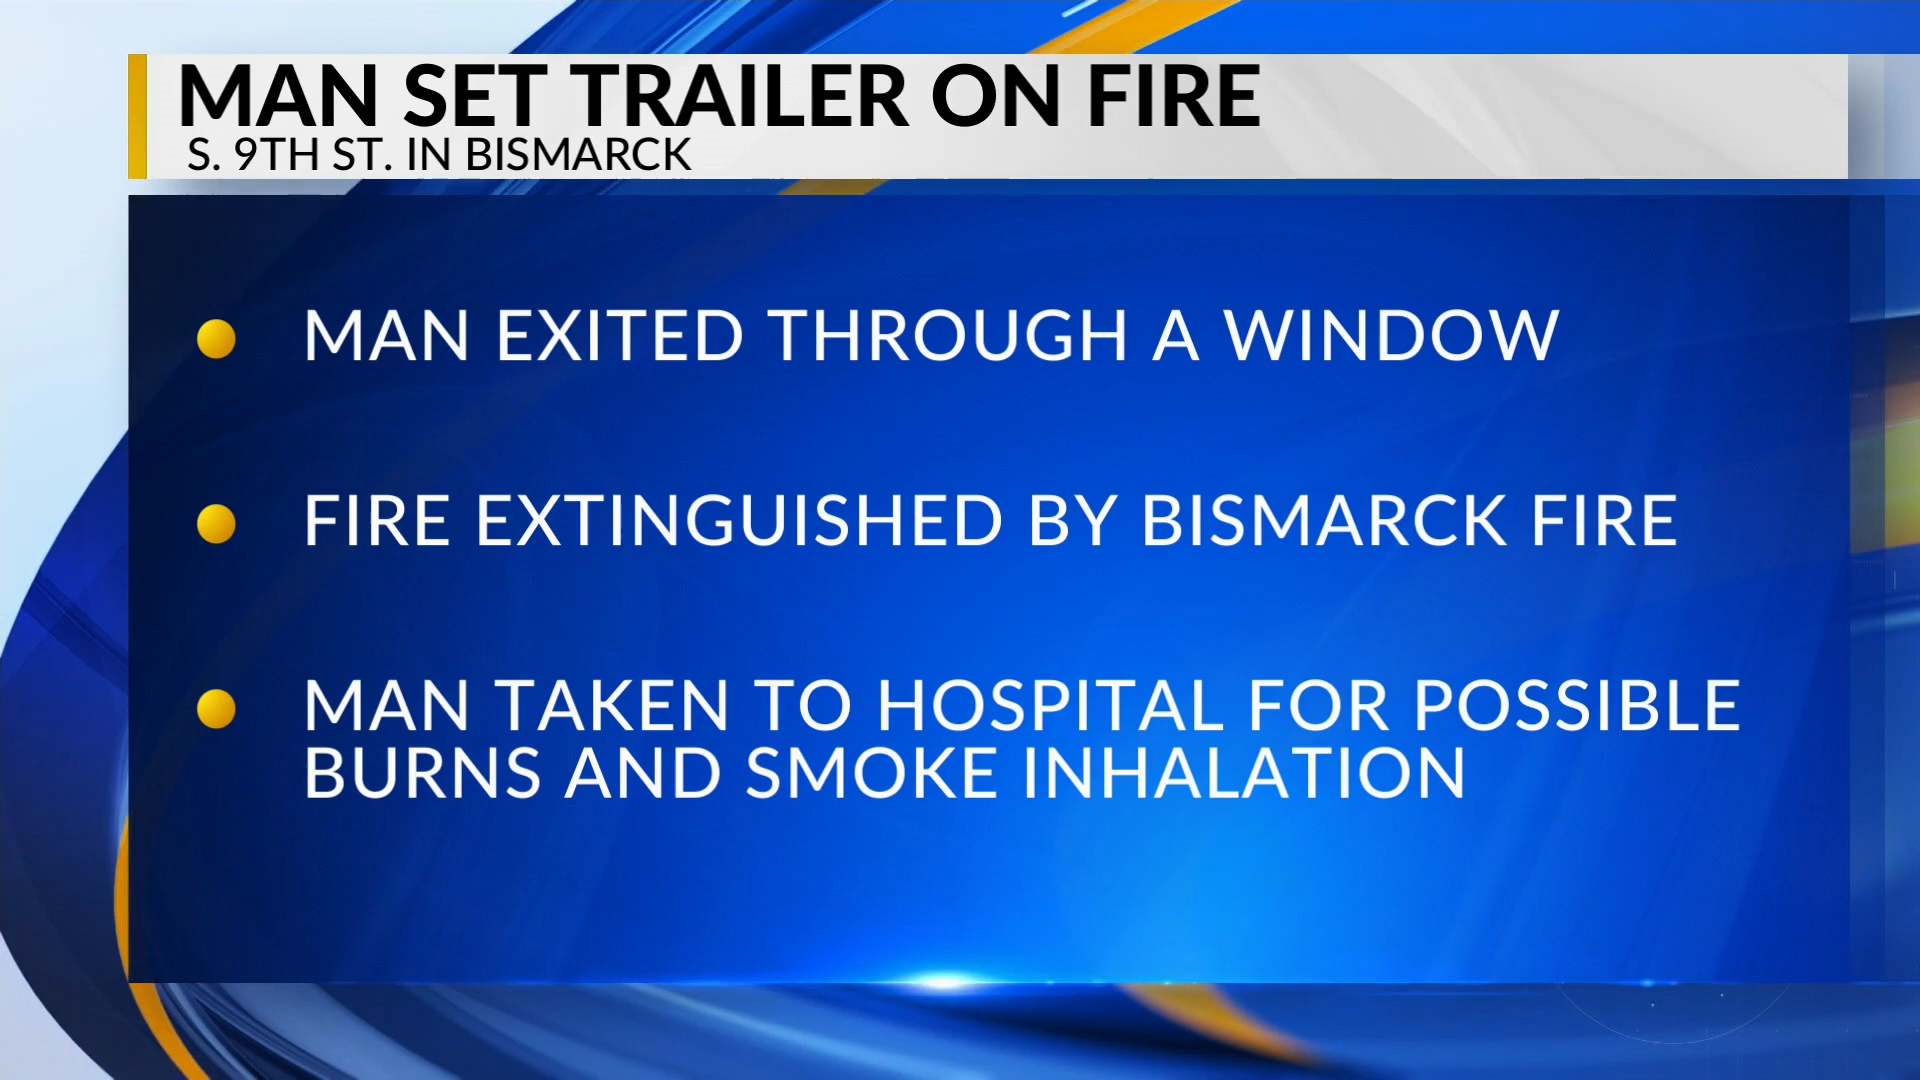 MAN SET TRAILER ON FIRE
S. 9TH ST. IN BISMARCK
MAN EXITED THROUGH A WINDOW
FIRE EXTINGUISHED BY BISMARCK FIRE
MAN TAKEN TO HOSPITAL FOR POSSIBLE
BURNS AND SMOKE INHALATION